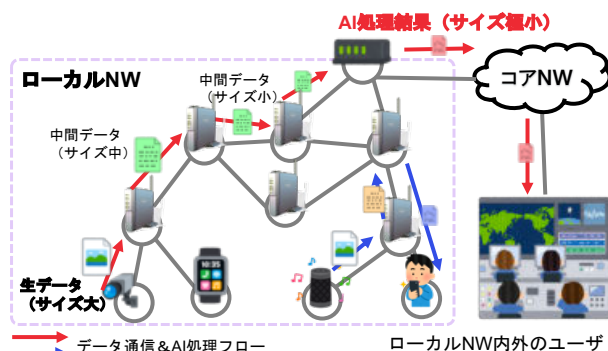 AI処理結果（サイズ極小）
ローカルNW
中間データ
（サイズ小）
コアNW
中間データ
（サイズ中）
10:35
生データ
（サイズ大）
データ通信＆AI処理フロー
ローカルNW内外のユーザ